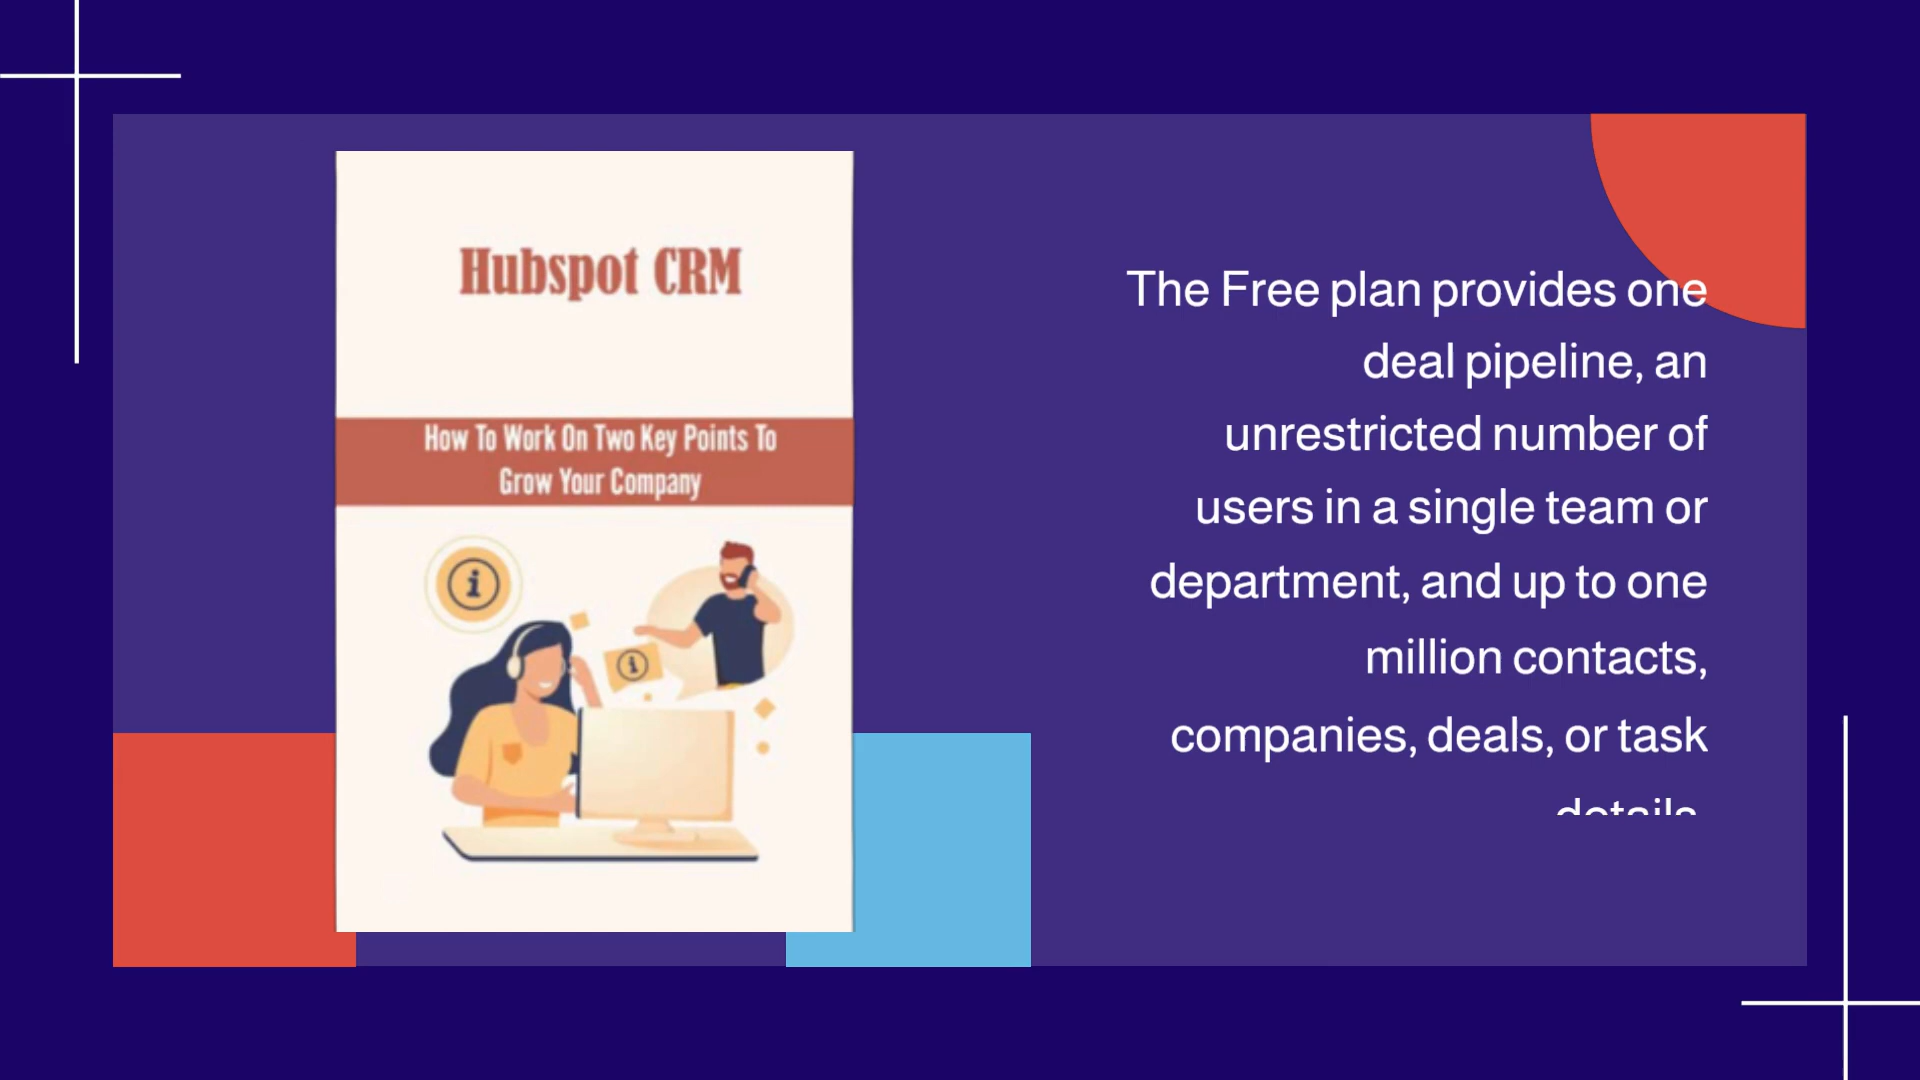 Hubspot CRM
How To Work On Two Key Points To
Grow Your Company
The Free plan provides one
deal pipeline, an
unrestricted number of
users in a single team or
department, and up to one
million contacts,
companies, deals, or task
details.